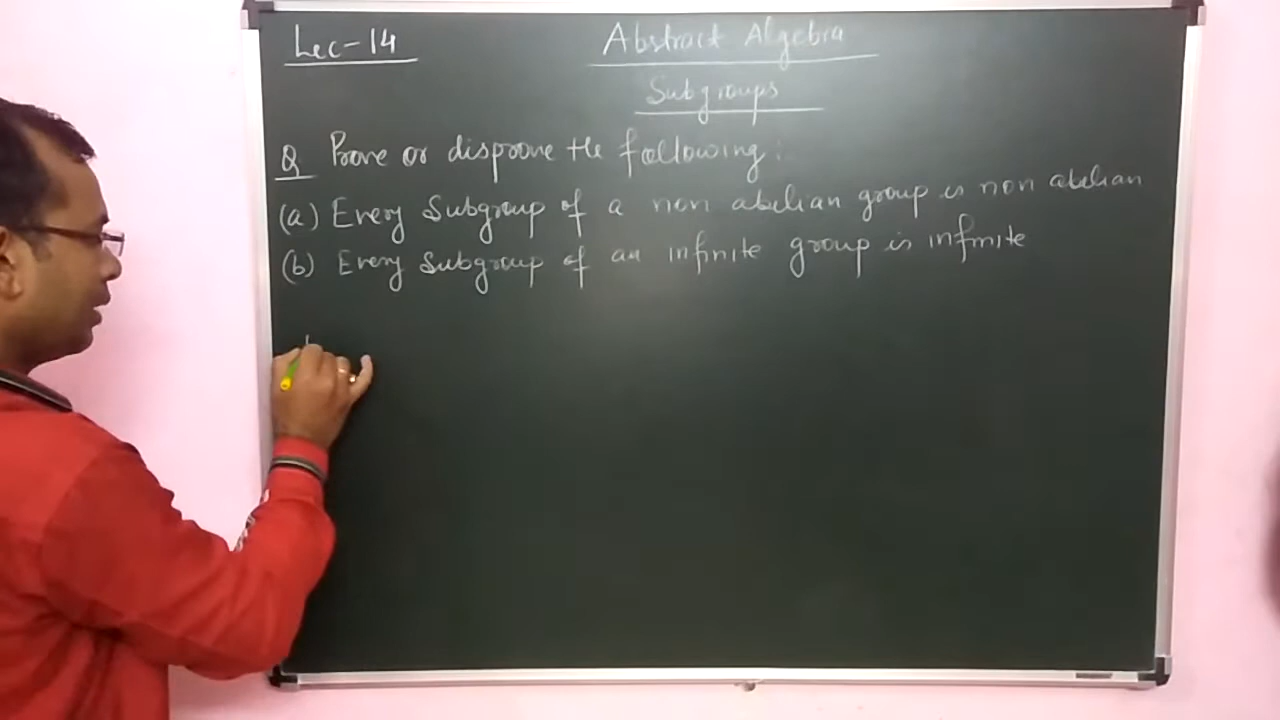 Lec-14
Abstract Algebra
Subgroups
Q Prove or disprove the following:
(a) Every Subgroup of a non abelian group is non abelian
(b) Every Subgroup of an infinite group is infinite